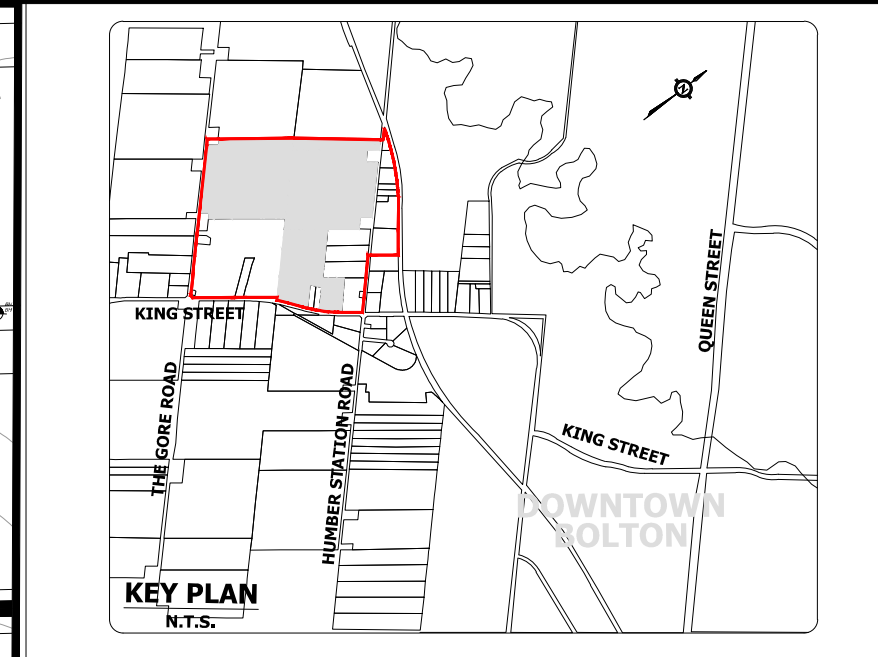 N
QUEEN STREET
KING STREET
THE GORE ROAD
HUMBER STATION ROAD
KING STREET
DOWNTOWN
BOLTON
KEY PLAN
N.T.S.